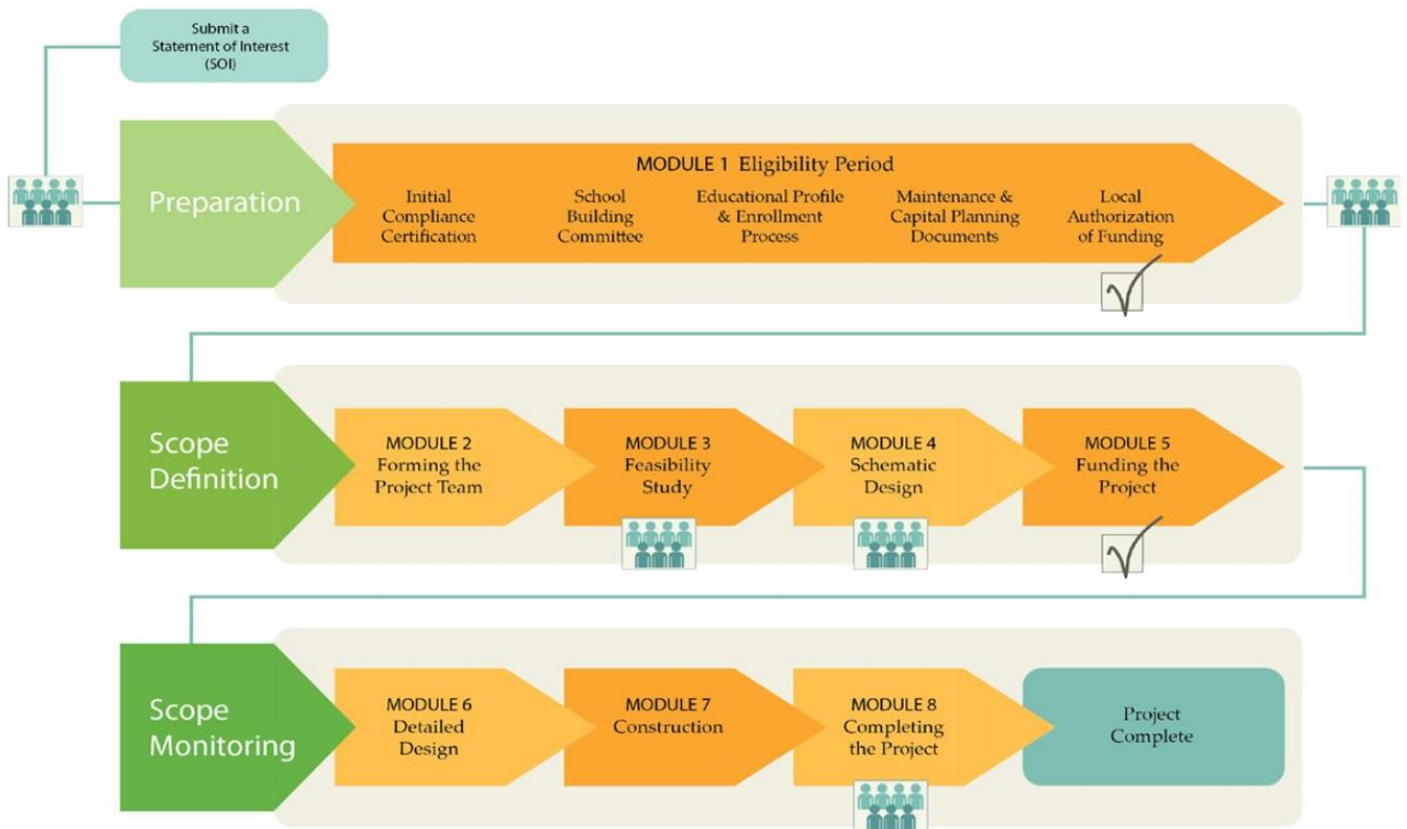 Submit a
Statement of Interest
(SOI)
Preparation
MODULE 1 Eligibility Period
Initial
Compliance
Certification
School
Building
Committee
Educational Profile
& Enrollment
Process
Maintenance &
Capital Planning
Documents
Local
Authorization
of Funding
Scope
Definition
MODULE 2
Forming the
Project Team
MODULE 3
Feasibility
Study
MODULE 4
Schematic
Design
MODULE 5
Funding the
Project
Scope
Monitoring
MODULE 6
Detailed
Design
MODULE 7
Construction
MODULE 8
Completing
the Project
Project
Complete